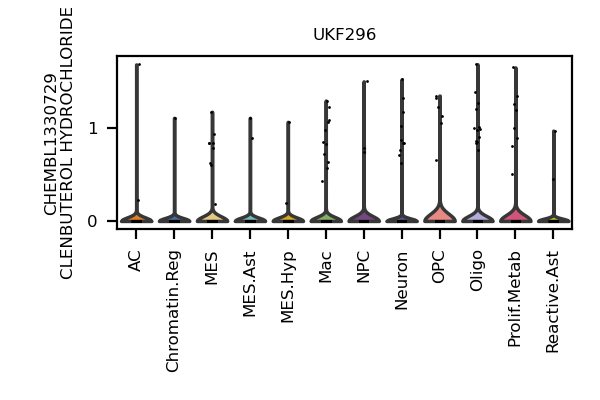 UKF296
CHEMBL1330729
CLENBUTEROL HYDROCHLORIDE
1
0
AC
Chromatin.Reg
MES
MES.Ast
MES.Hyp
Mac
NPC
Neuron
OPC
Oligo
Prolif.Metab
Reactive.Ast